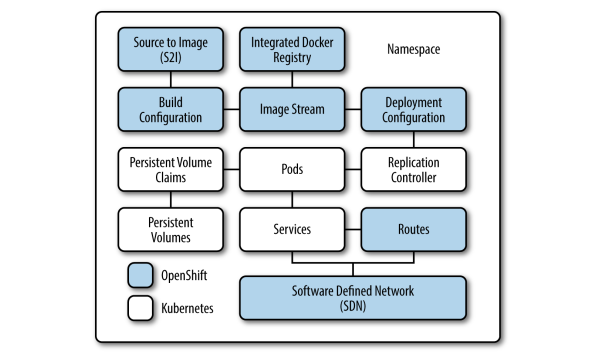 Source to Image
(S2I)
Integrated Docker
Registry
Namespace
Build
Configuration
Image Stream
Deployment
Configuration
Persistent Volume
Claims
Pods
Replication
Controller
Persistent
Volumes
Services
Routes
OpenShift
Kubernetes
Software Defined Network
(SDN)